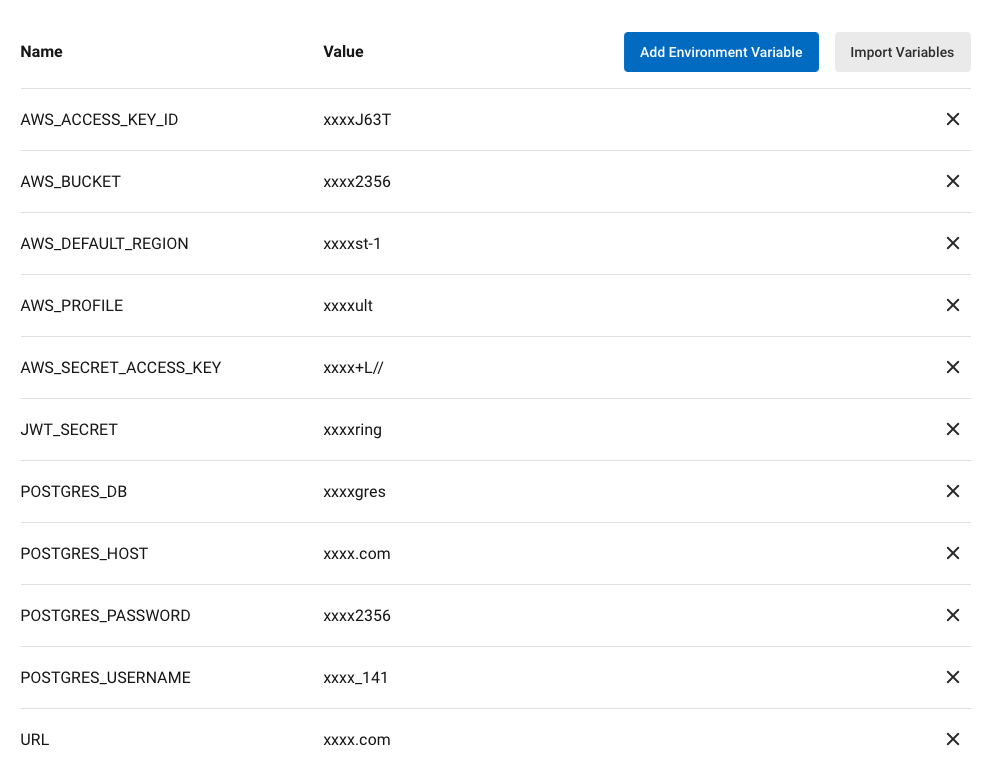 Name Value Add Environment Variable Import Variables
AWS_ACCESS_KEY_ID xxxxJ63T
AWS_BUCKET xxxx2356
AWS_DEFAULT_REGION xxxxst-1
AWS_PROFILE xxxxult
AWS_SECRET_ACCESS_KEY xxxx+L//
JWT_SECRET xxxxring
POSTGRES_DB xxxxgres
POSTGRES_HOST xxxx.com
POSTGRES_PASSWORD xxxx2356
POSTGRES_USERNAME xxxx_141
URL xxxx.com